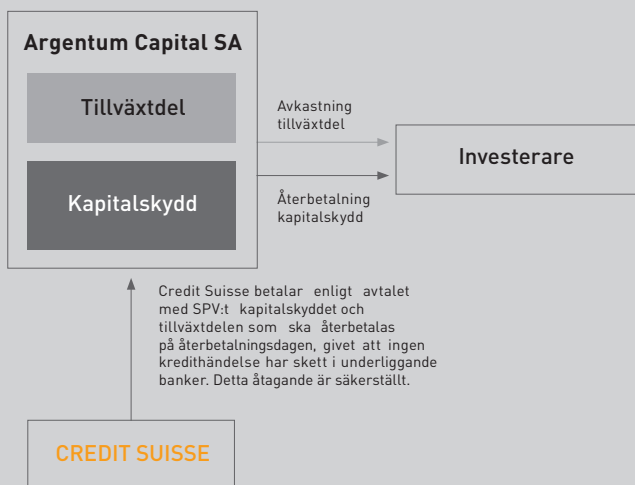 Argentum Capital SA
Tillväxtdel
Kapitalskydd
Avkastning
tillväxtdel
Investerare
Återbetalning
kapitalskydd
Credit Suisse betalar enligt avtalet
med SPV:t kapitalskyddet och
tillväxtdelen som ska återbetalas
på återbetalningsdagen, givet att ingen
kredithändelse har skett i underliggande
banker. Detta åtagande är säkerställt.
CREDIT SUISSE